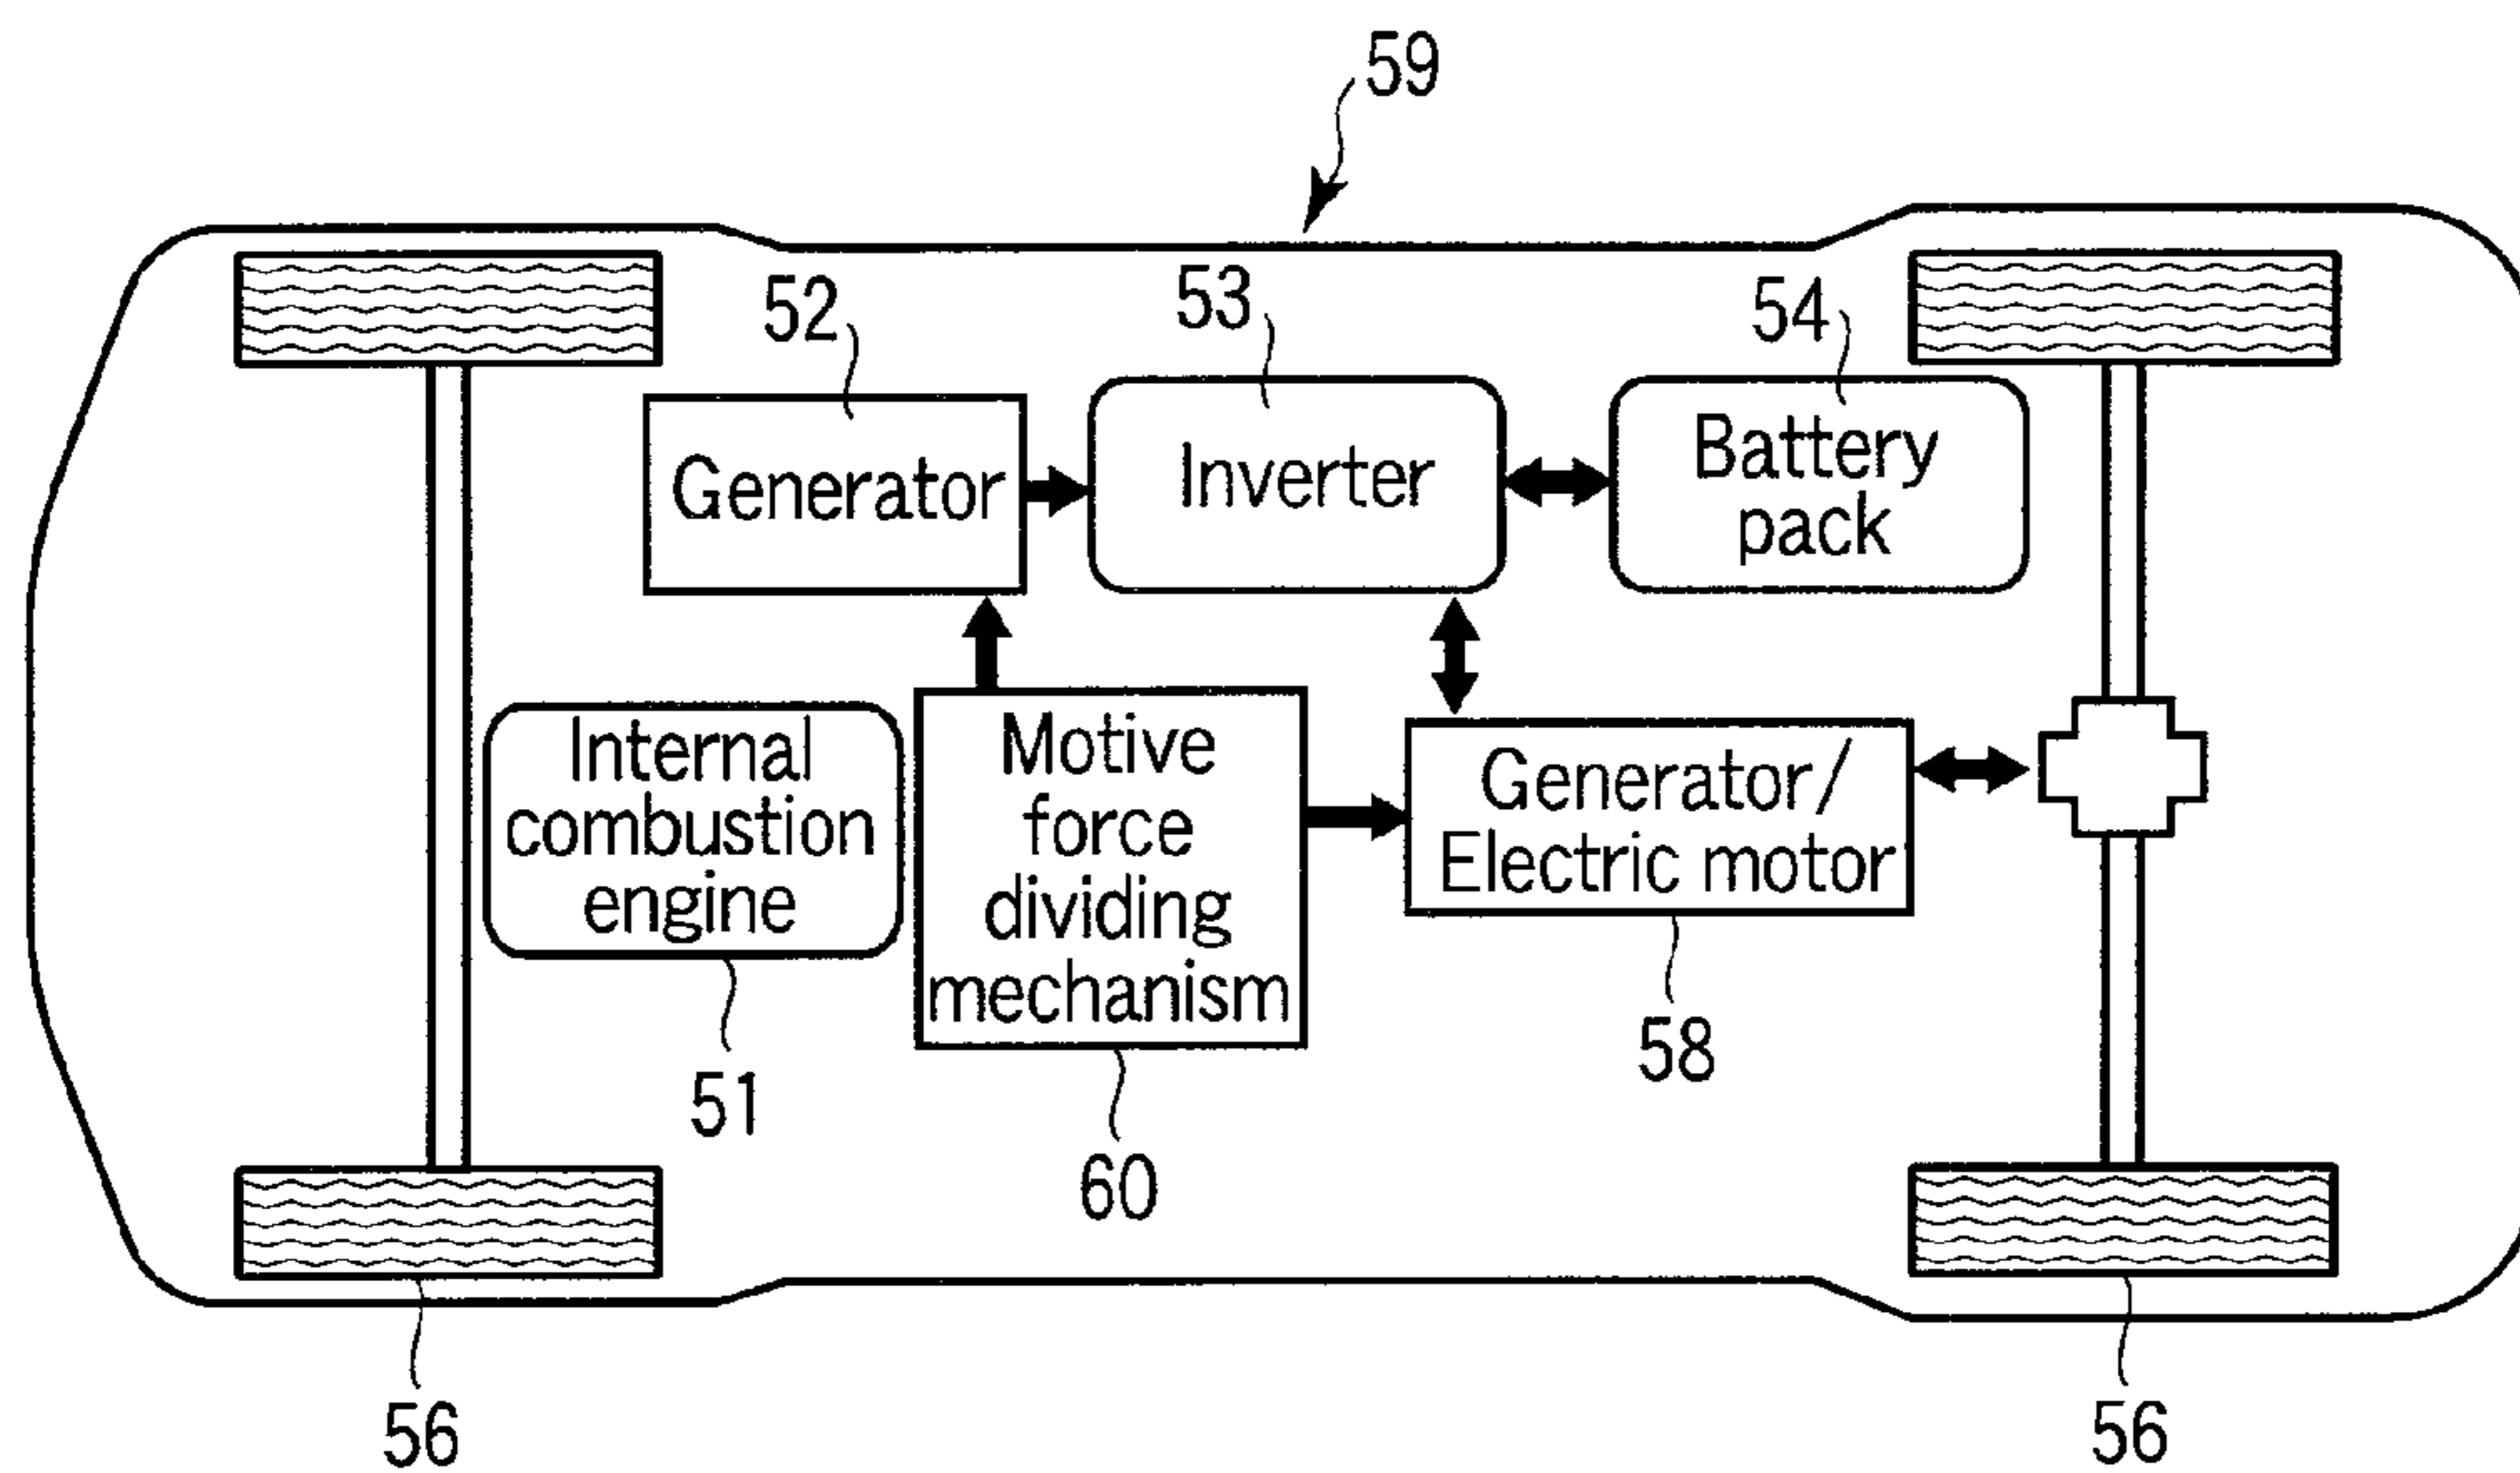 59
52
53
54
Generator
Inverter
Battery
pack
Internal
combustion
engine
Motive
force
dividing
mechanism
Generator/
Electric motor
51
60
58
56
56